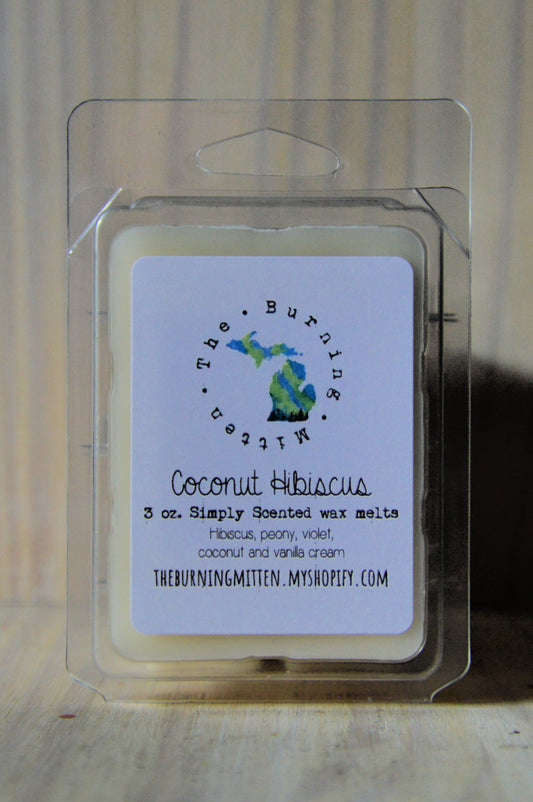 The • Burning • Mitten •
Coconut Hibiscus
3 oz. Simply Scented wax melts
Hibiscus, peony, violet,
coconut and vanilla cream
THEBURNINGMITTEN.MYSHOPIFY.COM